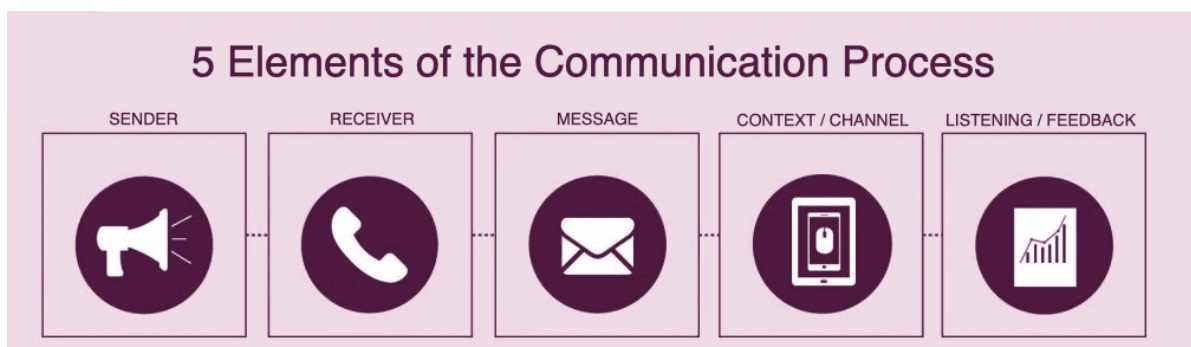 5 Elements of the Communication Process
SENDER
RECEIVER
MESSAGE
CONTEXT / CHANNEL
LISTENING / FEEDBACK